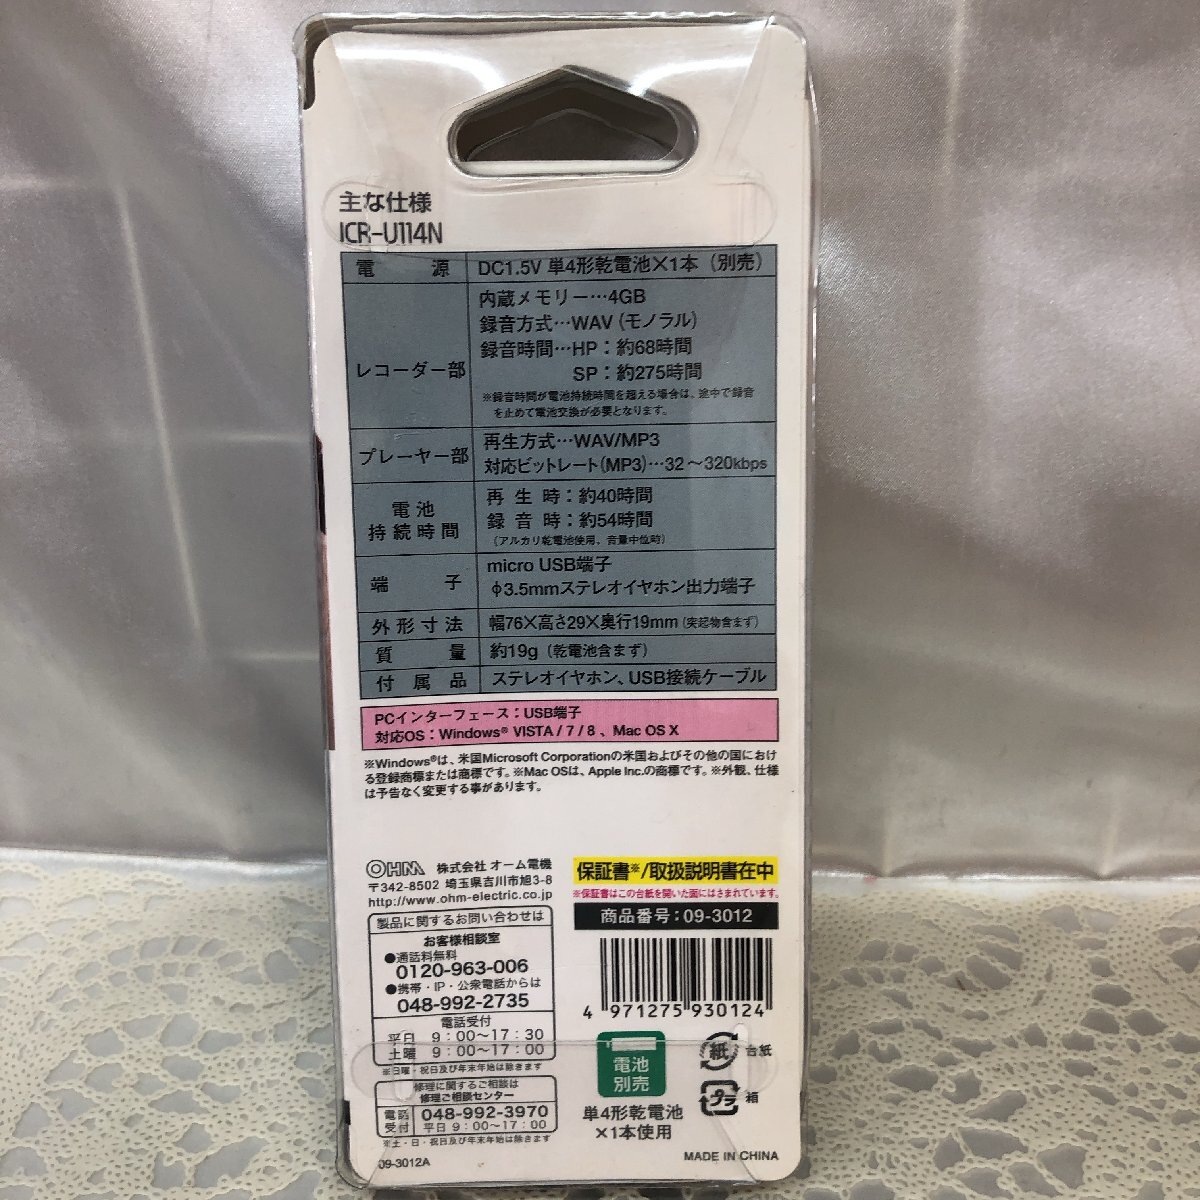 主な仕様
ICR-U114N
電源 DC1.5V 単4形乾電池×1本（別売）
レコーダー部
内蔵メモリー…4GB
録音方式…WAV（モノラル）
録音時間…HP：約68時間
SP：約275時間
※録音時間が電池持続時間を超える場合は、途中で録音
を止めて電池交換が必要となります。
プレーヤー部
再生方式…WAV/MP3
対応ビットレート(MP3)…32～320kbps
電池
持続時間
再生時：約40時間
録音時：約54時間
（アルカリ乾電池使用、音量中位時）
端子
micro USB端子
φ3.5mmステレオイヤホン出力端子
外形寸法 幅76×高さ29×奥行19mm（突起物含まず）
質量 約19g（乾電池含まず）
付属品 ステレオイヤホン、USB接続ケーブル
PCインターフェース：USB端子
対応OS：Windows® VISTA / 7 / 8 、Mac OS X
※Windows®は、米国Microsoft Corporationの米国およびその他の国におけ
る登録商標または商標です。※Mac OSは、Apple Inc.の商標です。※外観、仕様
は予告なく変更する事があります。
OHM 株式会社 オーム電機
〒342-8502 埼玉県吉川市旭3-8
http://www.ohm-electric.co.jp
製品に関するお問い合わせは
お客様相談室
●通話料無料
0120-963-006
●携帯・IP・公衆電話からは
048-992-2735
電話受付
平日 9：00～17：30
土曜 9：00～17：00
※日曜・祝日及び年末年始は除きます
修理に関するご相談は
修理ご相談センター
電話 048-992-3970
受付 平日 9：00～17：00
※土・日・祝日及び年末年始は除きます
09-3012A
保証書※/取扱説明書在中
※保証書はこの台紙を開いた面にはさまれています。
商品番号：09-3012
4 971275 930124
電池
別売
単4形乾電池
×1本使用
紙 台紙
プラ 箱
MADE IN CHINA